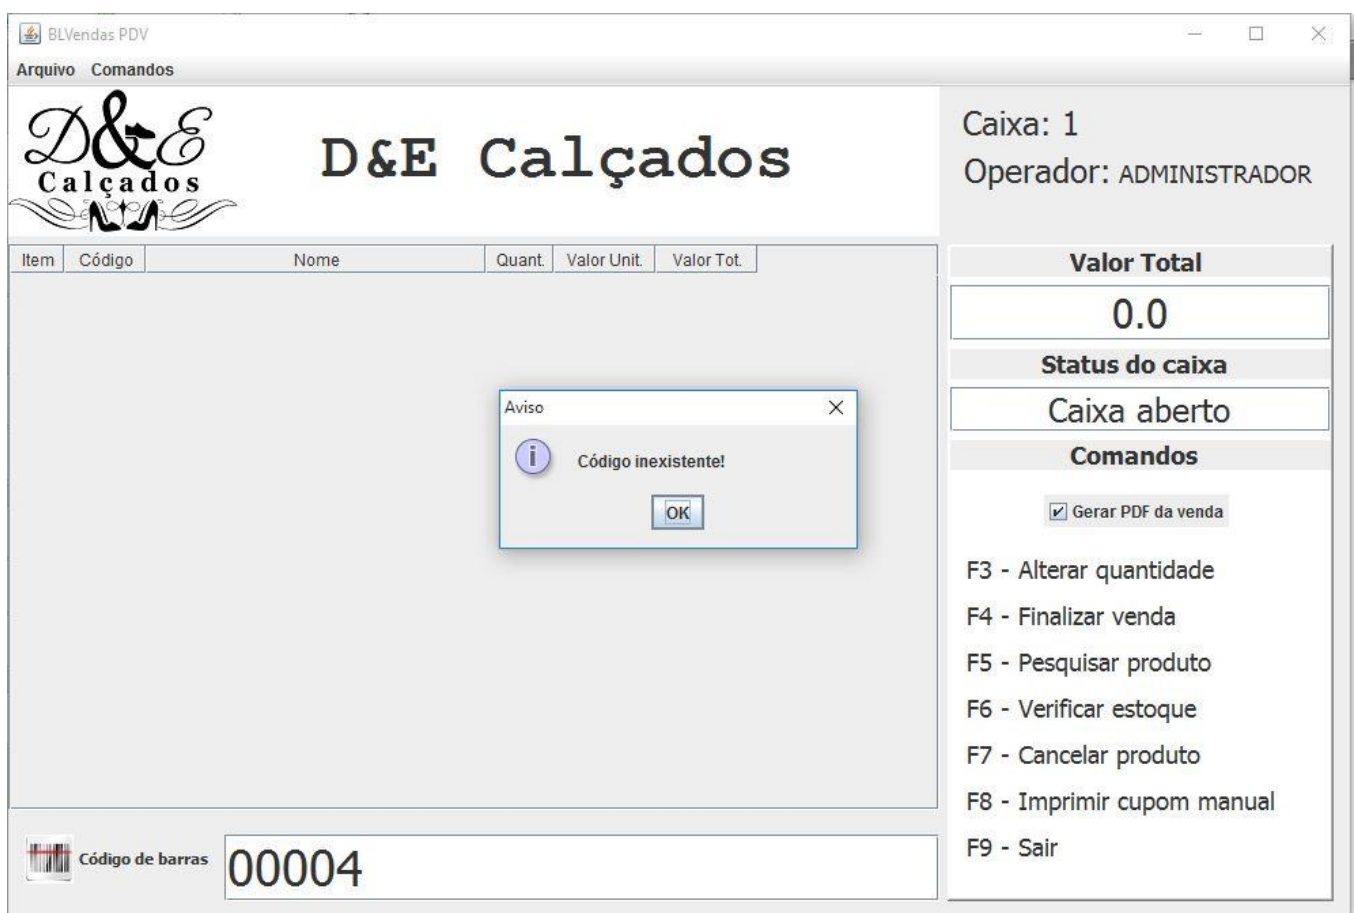 BLVendas PDV
Arquivo Comandos
D&E
Calçados
D&E Calçados
Caixa: 1
Operador: ADMINISTRADOR
Item Código Nome Quant. Valor Unit. Valor Tot.
Valor Total
0.0
Status do caixa
Caixa aberto
Comandos
Gerar PDF da venda
F3 - Alterar quantidade
F4 - Finalizar venda
F5 - Pesquisar produto
F6 - Verificar estoque
F7 - Cancelar produto
F8 - Imprimir cupom manual
F9 - Sair
Aviso
Código inexistente!
OK
Código de barras 00004